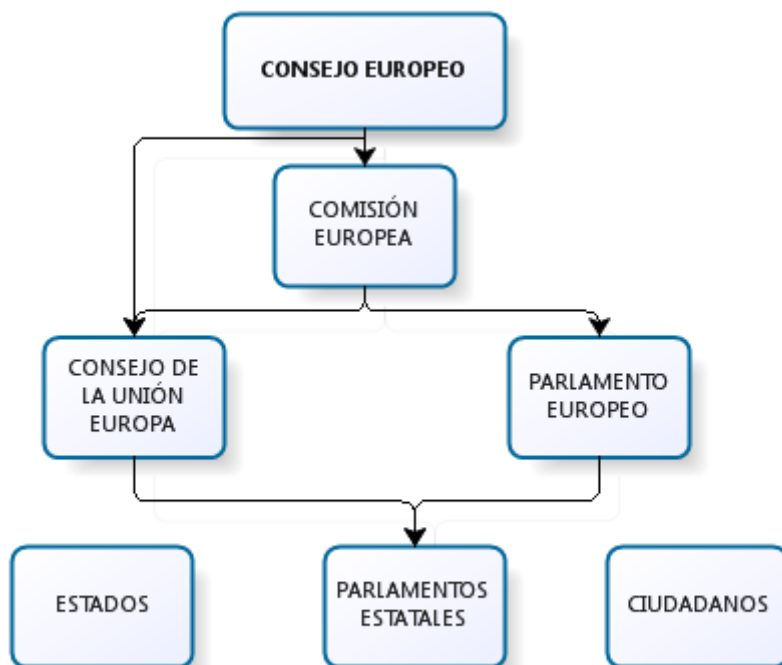 CONSEJO EUROPEO
COMISIÓN
EUROPEA
CONSEJO DE
LA UNIÓN
EUROPA
PARLAMENTO
EUROPEO
ESTADOS
PARLAMENTOS
ESTATALES
CIUDADANOS